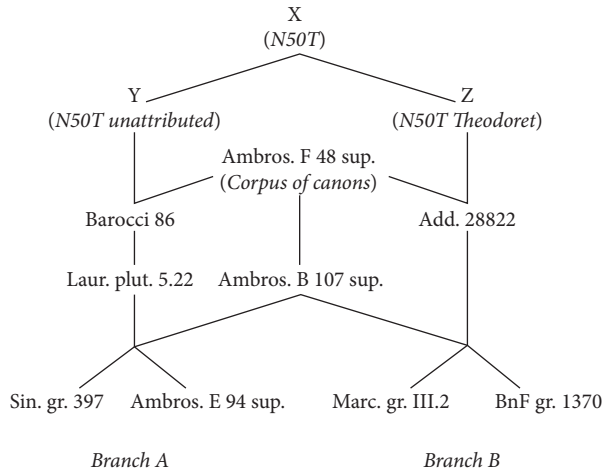 X
(N50T)
Y Z
(N50T unattributed) (N50T Theodoret)
Ambros. F 48 sup.
(Corpus of canons)
Barocci 86 Add. 28822
Laur. plut. 5.22 Ambros. B 107 sup.
Sin. gr. 397 Ambros. E 94 sup. Marc. gr. III.2 BnF gr. 1370
Branch A Branch B